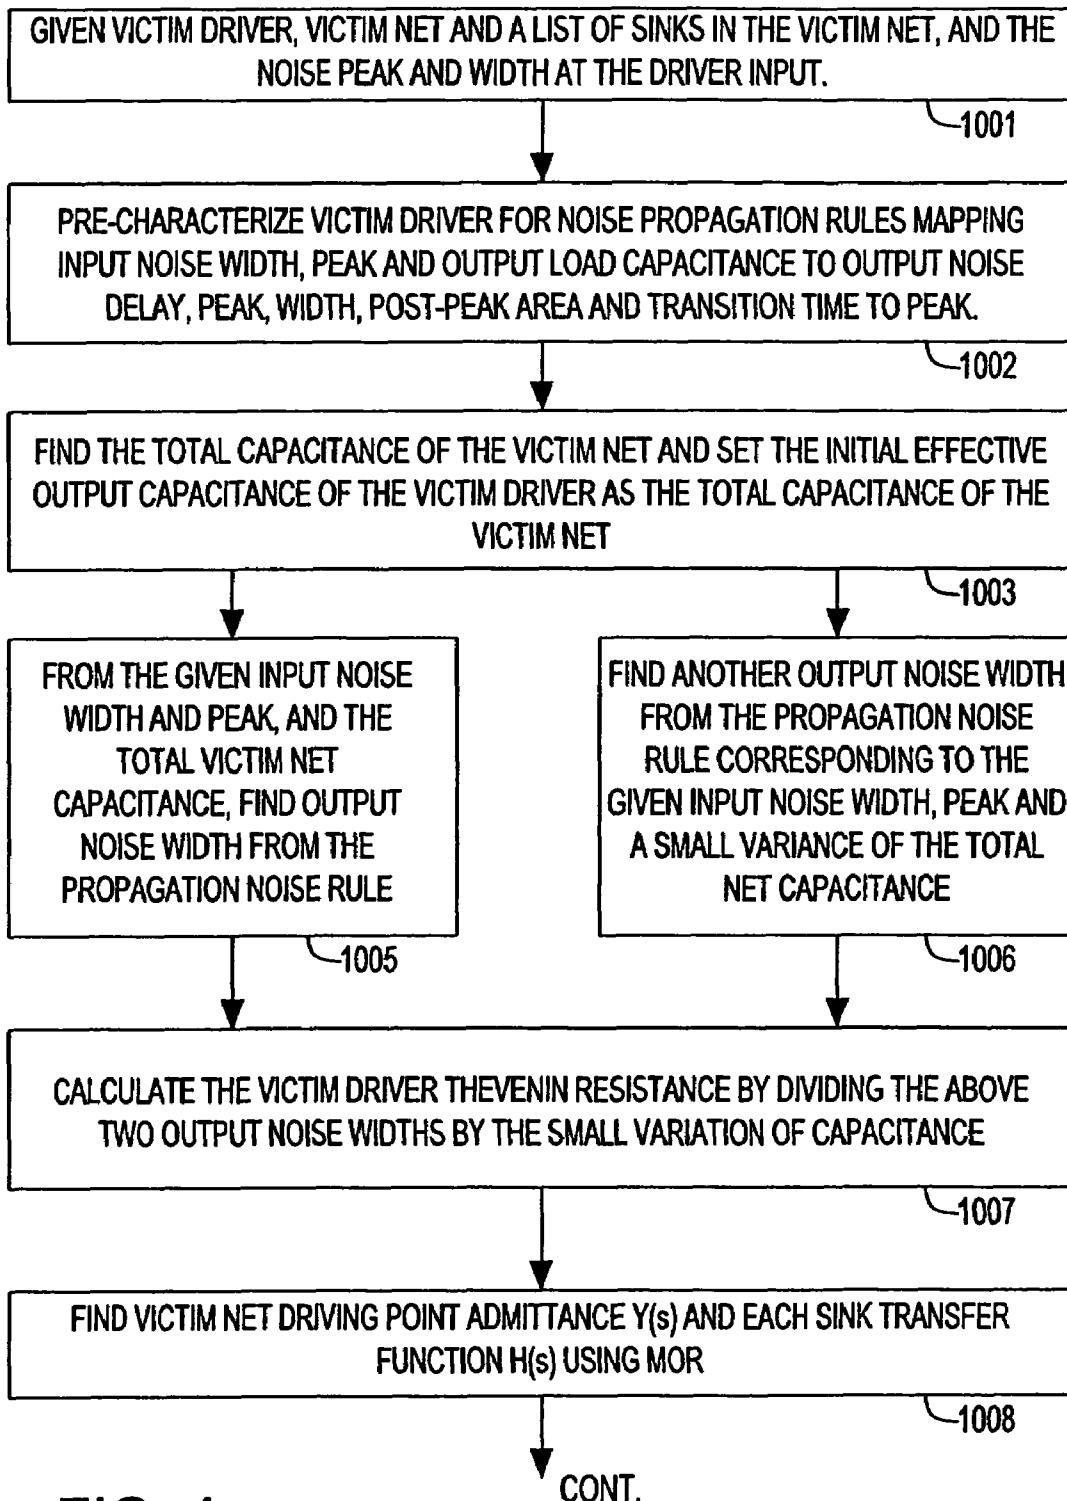 GIVEN VICTIM DRIVER, VICTIM NET AND A LIST OF SINKS IN THE VICTIM NET, AND THE
NOISE PEAK AND WIDTH AT THE DRIVER INPUT.
1001
PRE-CHARACTERIZE VICTIM DRIVER FOR NOISE PROPAGATION RULES MAPPING
INPUT NOISE WIDTH, PEAK AND OUTPUT LOAD CAPACITANCE TO OUTPUT NOISE
DELAY, PEAK, WIDTH, POST-PEAK AREA AND TRANSITION TIME TO PEAK.
1002
FIND THE TOTAL CAPACITANCE OF THE VICTIM NET AND SET THE INITIAL EFFECTIVE
OUTPUT CAPACITANCE OF THE VICTIM DRIVER AS THE TOTAL CAPACITANCE OF THE
VICTIM NET
1003
FROM THE GIVEN INPUT NOISE
WIDTH AND PEAK, AND THE
TOTAL VICTIM NET
CAPACITANCE, FIND OUTPUT
NOISE WIDTH FROM THE
PROPAGATION NOISE RULE
1005
FIND ANOTHER OUTPUT NOISE WIDTH
FROM THE PROPAGATION NOISE
RULE CORRESPONDING TO THE
GIVEN INPUT NOISE WIDTH, PEAK AND
A SMALL VARIANCE OF THE TOTAL
NET CAPACITANCE
1006
CALCULATE THE VICTIM DRIVER THEVENIN RESISTANCE BY DIVIDING THE ABOVE
TWO OUTPUT NOISE WIDTHS BY THE SMALL VARIATION OF CAPACITANCE
1007
FIND VICTIM NET DRIVING POINT ADMITTANCE Y(s) AND EACH SINK TRANSFER
FUNCTION H(s) USING MOR
1008
CONT.